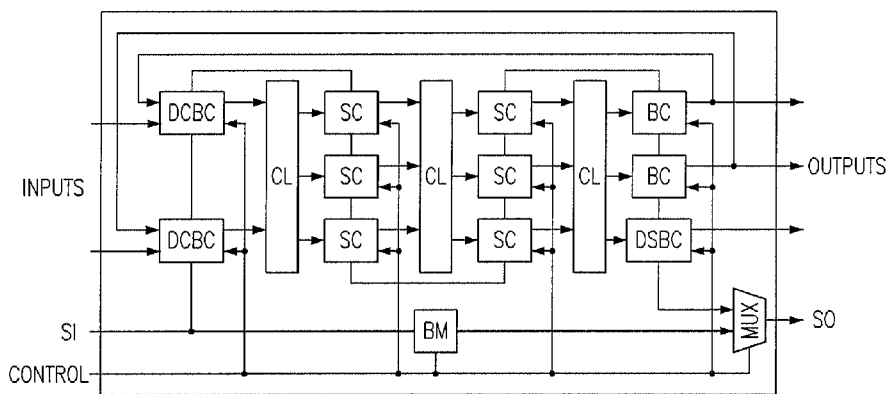 DCBC
SC
SC
BC
CL
SC
CL
SC
CL
BC
OUTPUTS
INPUTS
DCBC
SC
SC
DSBC
SI
BM
MUX
SO
CONTROL